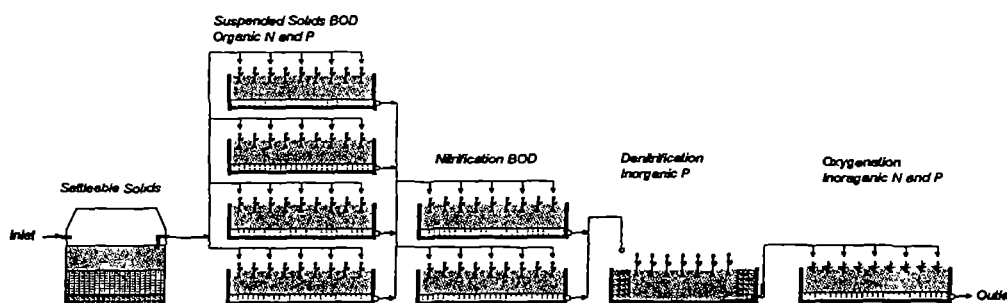 Suspended Solids BOD
Organic N and P
Nitrification BOD
Denitrification
Inorganic P
Oxygenation
Inoraganic N and P
Settleable Solids
Inlet
Outlet